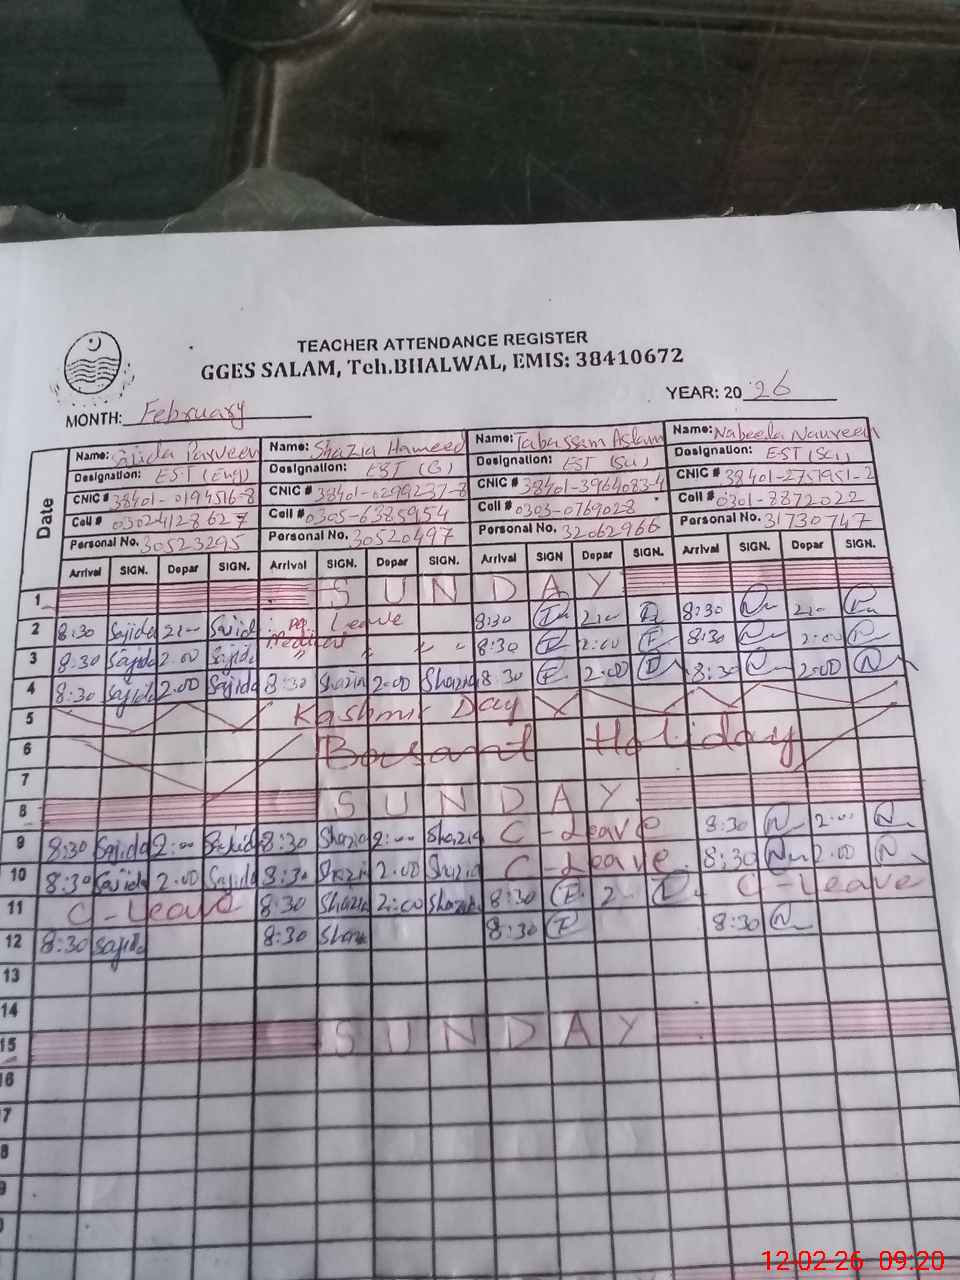 TEACHER ATTENDANCE REGISTER
GGES SALAM, Teh.BHALWAL, EMIS: 38410672
MONTH: February
YEAR: 2026
Date
Name: Sajida Parveen
Designation: EST (Eng)
CNIC # 38401-0194516-8
Cell # 03024128627
Personal No. 30523295
Name: Shazia Hameed
Designation: EST (G)
CNIC # 38401-0299237-8
Cell # 0305-6385954
Personal No. 30520497
Name: Tabassam Aslam
Designation: EST (Sci)
CNIC # 38401-3964083-4
Cell # 0303-0769028
Personal No. 32062966
Name: Nabeela Naureen
Designation: EST (Sci)
CNIC # 38401-2757951-2
Cell # 0301-8872022
Personal No. 31730747
Arrival SIGN. Depar SIGN. Arrival SIGN. Depar SIGN. Arrival SIGN Depar SIGN. Arrival SIGN. Depar SIGN.
1 SUNDAY
2 8:30 Sajida 2:00 Sajida Medical Leave 8:30 2:00 8:30 2:00
3 8:30 Sajida 2:00 Sajida " " " " 8:30 2:00 8:30 2:00
4 8:30 Sajida 2:00 Sajida 8:30 Shazia 2:00 Shazia 8:30 2:00 8:30 2:00
5 Kashmir Day
6 Basant Holiday
7
8 SUNDAY
9 8:30 Sajida 2:00 Sajida 8:30 Shazia 2:00 Shazia C-Leave 8:30 2:00
10 8:30 Sajida 2:00 Sajida 8:30 Shazia 2:00 Shazia C-Leave 8:30 2:00
11 C-Leave 8:30 Shazia 2:00 Shazia 8:30 2 C-Leave
12 8:30 Sajida 8:30 Shazia 8:30 8:30
13
14
15 SUNDAY
16
7
8
12-02-26 09:20